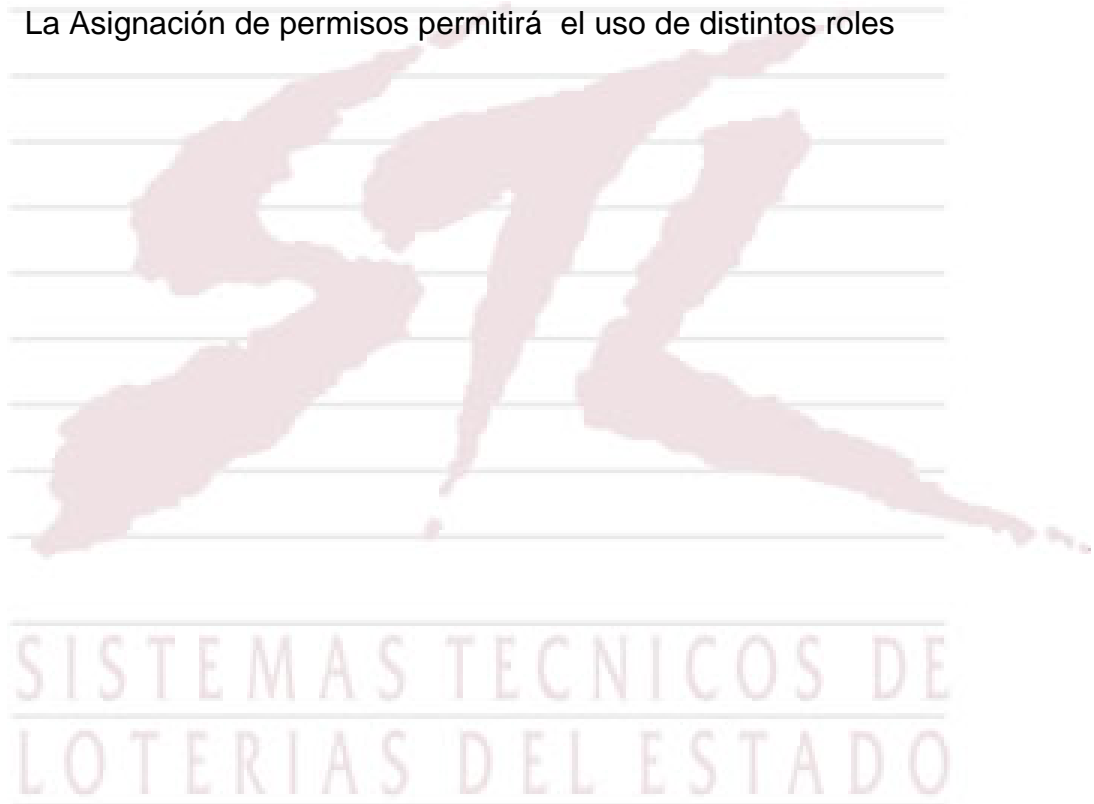 La Asignación de permisos permitirá  el uso de distintos roles
STL
SISTEMAS TECNICOS DE
LOTERIAS DEL ESTADO